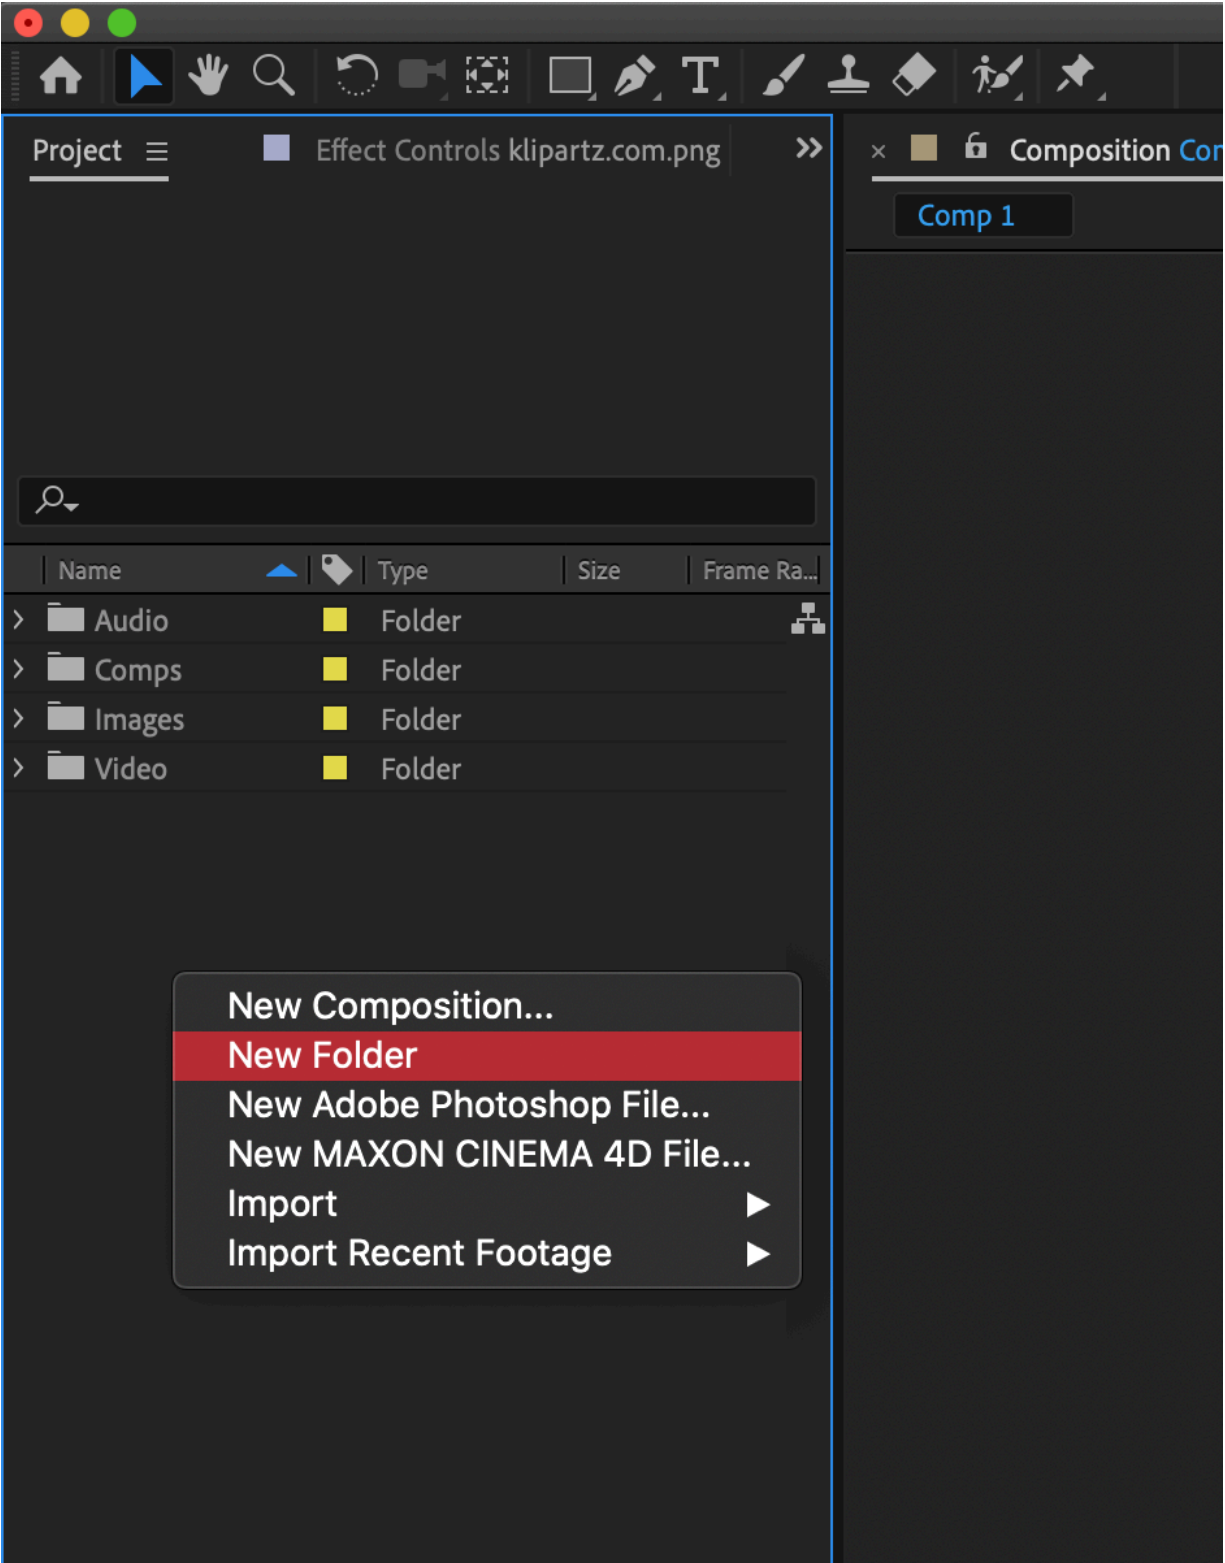 Project
Effect Controls klipartz.com.png
Composition Con
Comp 1
Name Type Size Frame Ra...
Audio Folder
Comps Folder
Images Folder
Video Folder
New Composition...
New Folder
New Adobe Photoshop File...
New MAXON CINEMA 4D File...
Import
Import Recent Footage